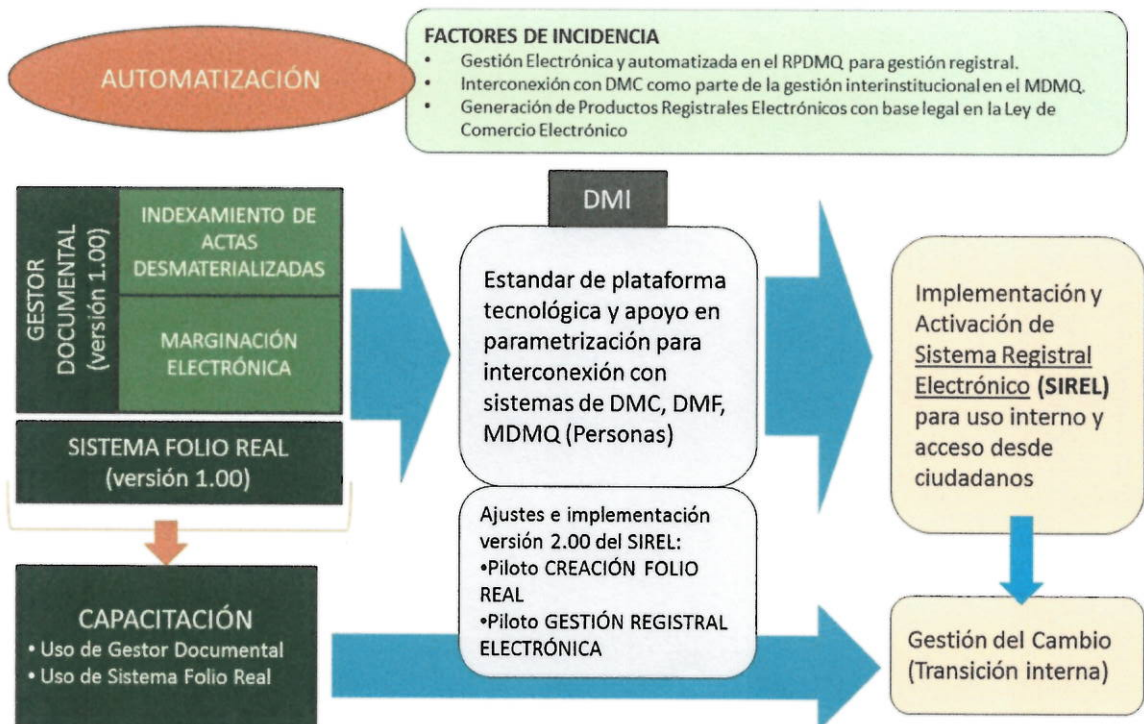 AUTOMATIZACIÓN
FACTORES DE INCIDENCIA
• Gestión Electrónica y automatizada en el RPDMQ para gestión registral.
• Interconexión con DMC como parte de la gestión interinstitucional en el MDMQ.
• Generación de Productos Registrales Electrónicos con base legal en la Ley de
Comercio Electrónico
GESTOR
DOCUMENTAL
(versión 1.00)
INDEXAMIENTO DE
ACTAS
DESMATERIALIZADAS
MARGINACIÓN
ELECTRÓNICA
SISTEMA FOLIO REAL
(versión 1.00)
CAPACITACIÓN
• Uso de Gestor Documental
• Uso de Sistema Folio Real
DMI
Estandar de plataforma
tecnológica y apoyo en
parametrización para
interconexión con
sistemas de DMC, DMF,
MDMQ (Personas)
Ajustes e implementación
versión 2.00 del SIREL:
•Piloto CREACIÓN FOLIO
REAL
•Piloto GESTIÓN REGISTRAL
ELECTRÓNICA
Implementación y
Activación de
Sistema Registral
Electrónico (SIREL)
para uso interno y
acceso desde
ciudadanos
Gestión del Cambio
(Transición interna)